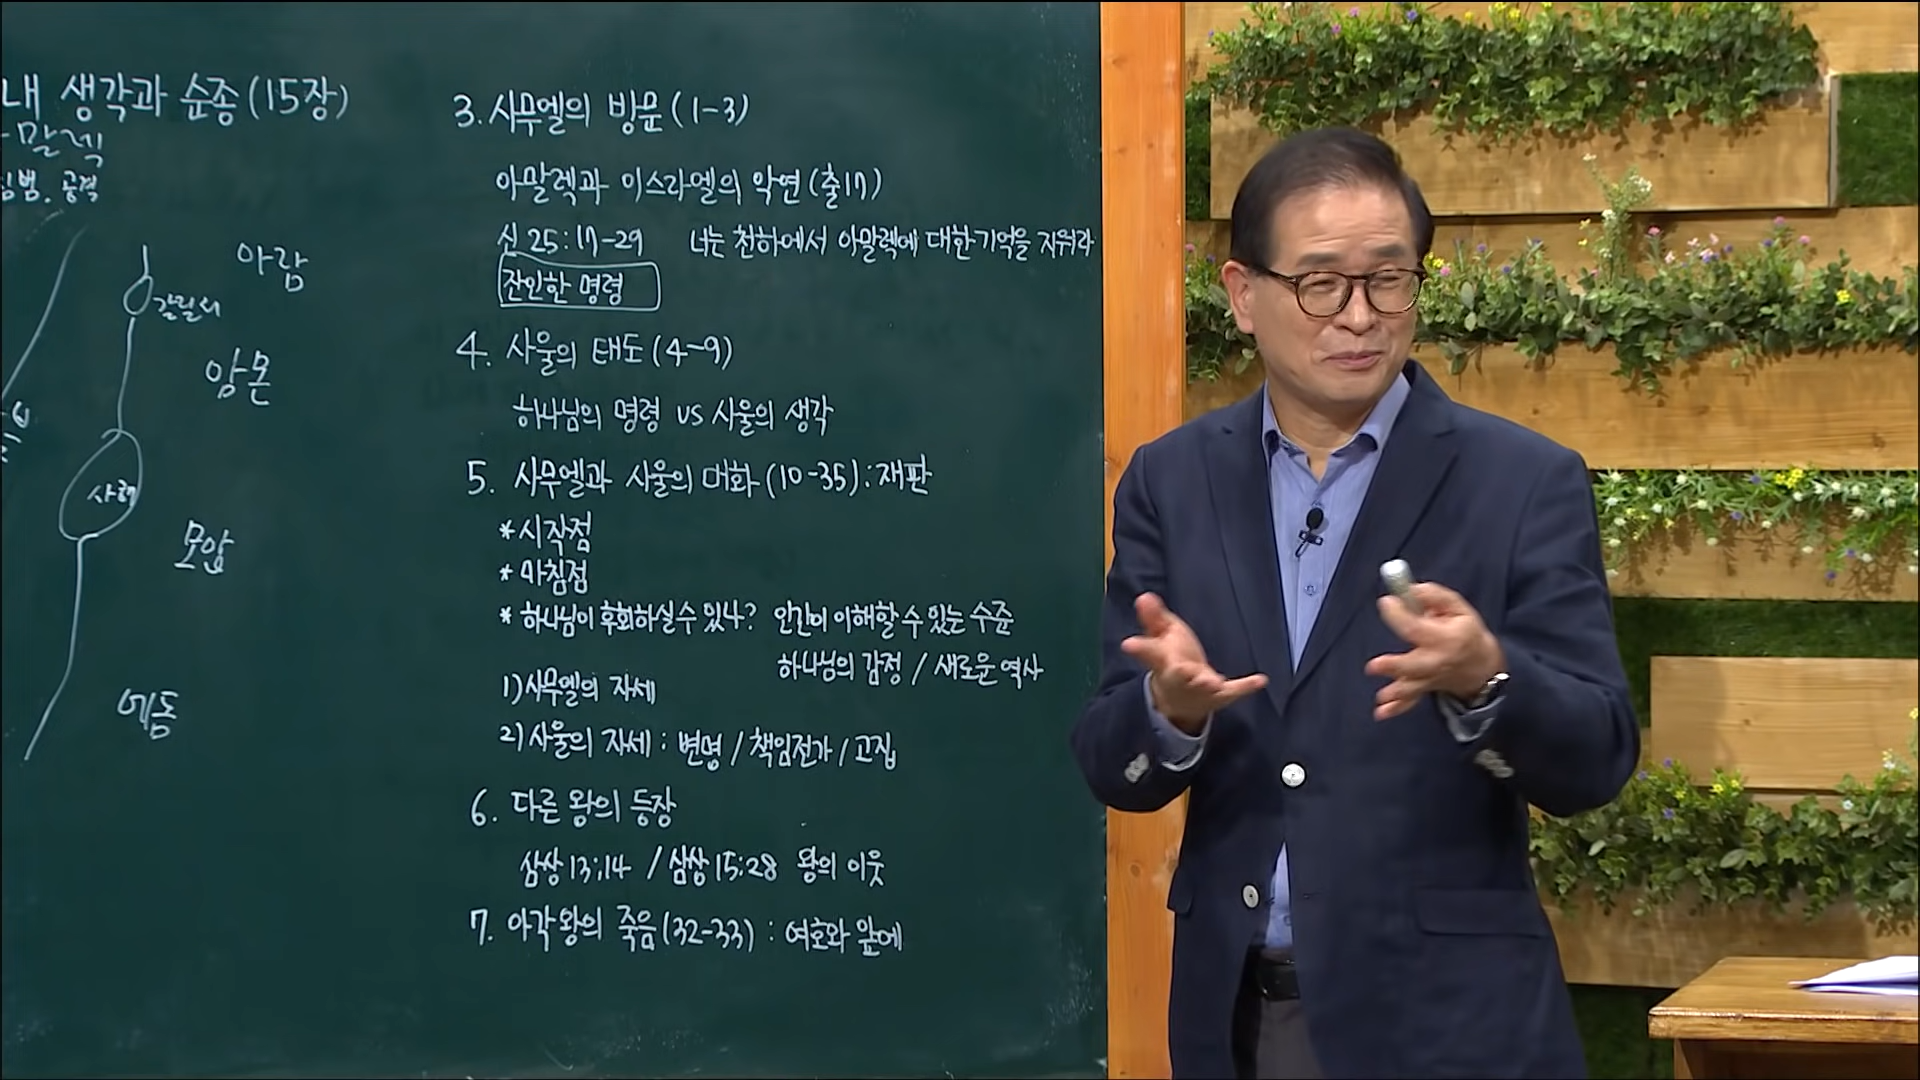 내 생각과 순종 (15장)
말렉
침범. 공격
아람
갈릴리
암몬
사해
모압
에돔
3. 사무엘의 방문 (1-3)
아말렉과 이스라엘의 악연 (출17)
신 25:17-29 너는 천하에서 아말렉에 대한 기억을 지워라
잔인한 명령
4. 사울의 태도 (4-9)
하나님의 명령 vs 사울의 생각
5. 사무엘과 사울의 대화 (10-35) : 재판
* 시작점
* 마침점
* 하나님이 후회하실 수 있나? 인간이 이해할 수 있는 수준
하나님의 감정 / 새로운 역사
1) 사무엘의 자세
2) 사울의 자세 : 변명 / 책임전가 / 고집
6. 다른 왕의 등장
삼상 13:14 / 삼상 15:28 왕의 이웃
7. 아각 왕의 죽음 (32-33) : 여호와 앞에